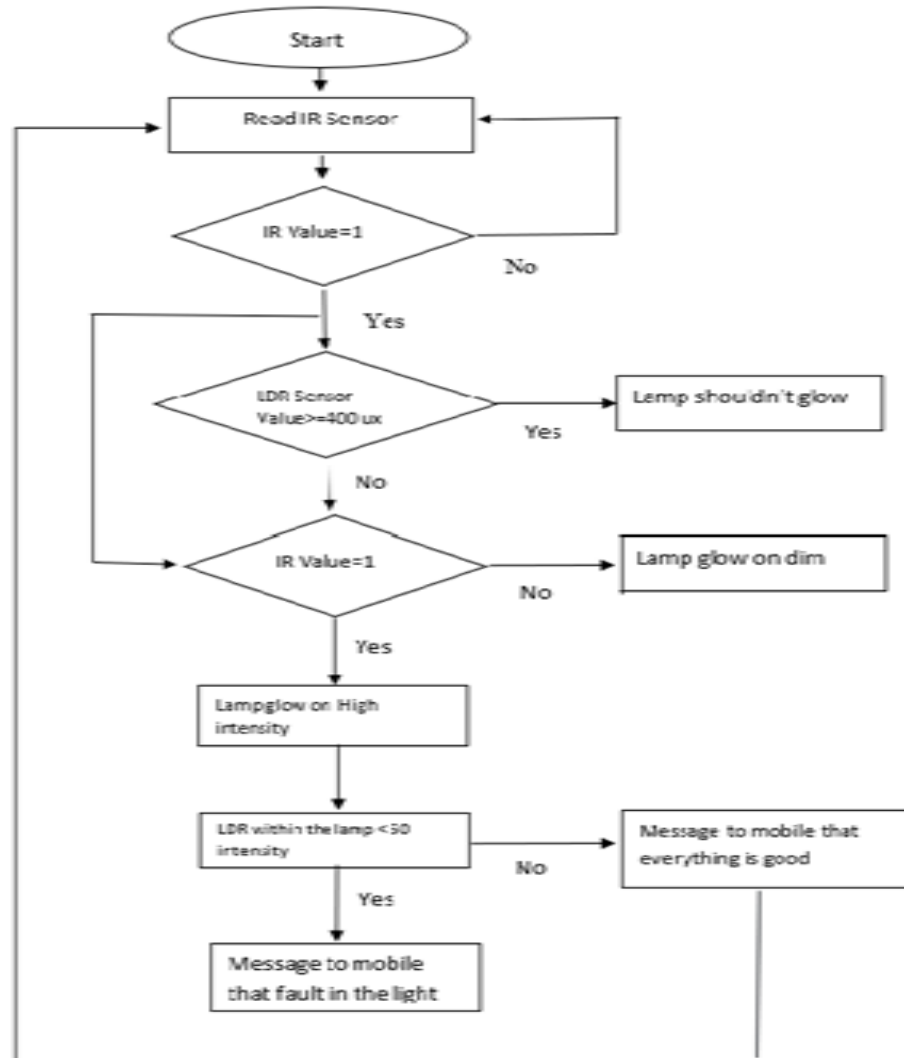 Start
Read IR Sensor
IR Value=1
No
Yes
LDR Sensor
Value>=400 ux
Lemp shouldn't glow
Yes
No
IR Value=1
Lamp glow on dim
No
Yes
Lampglow on High
intensity
LDR within the lamp <50
intensity
Message to mobile that
everything is good
No
Yes
Message to mobile
that fault in the light